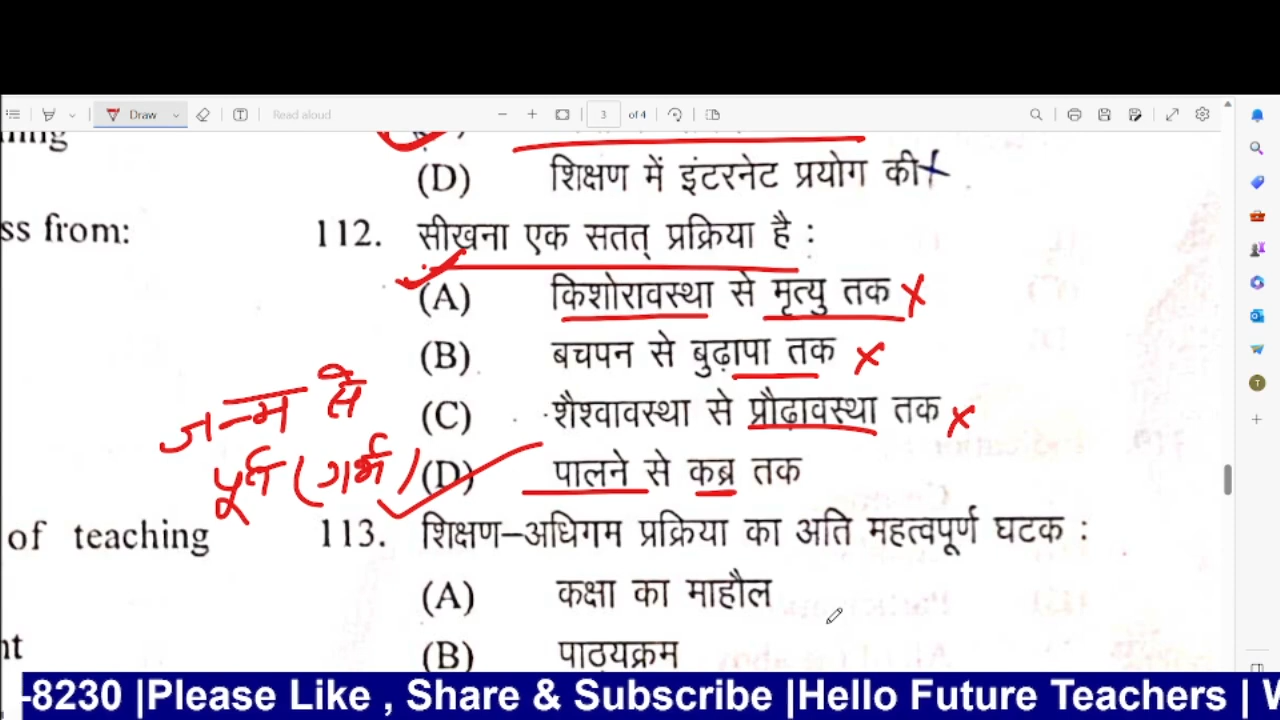 Draw
Read aloud
3 of 4
(D) शिक्षण में इंटरनेट प्रयोग की
ss from:
112. सीखना एक सतत् प्रक्रिया है :
(A) किशोरावस्था से मृत्यु तक
(B) बचपन से बुढ़ापा तक
(C) शैश्वावस्था से प्रौढ़ावस्था तक
जन्म से
पूर्व (गर्भ)
(D) पालने से कब्र तक
of teaching
113. शिक्षण-अधिगम प्रक्रिया का अति महत्वपूर्ण घटक :
(A) कक्षा का माहौल
nt
(B) पाठ्यक्रम
-8230 |Please Like , Share & Subscribe |Hello Future Teachers | W